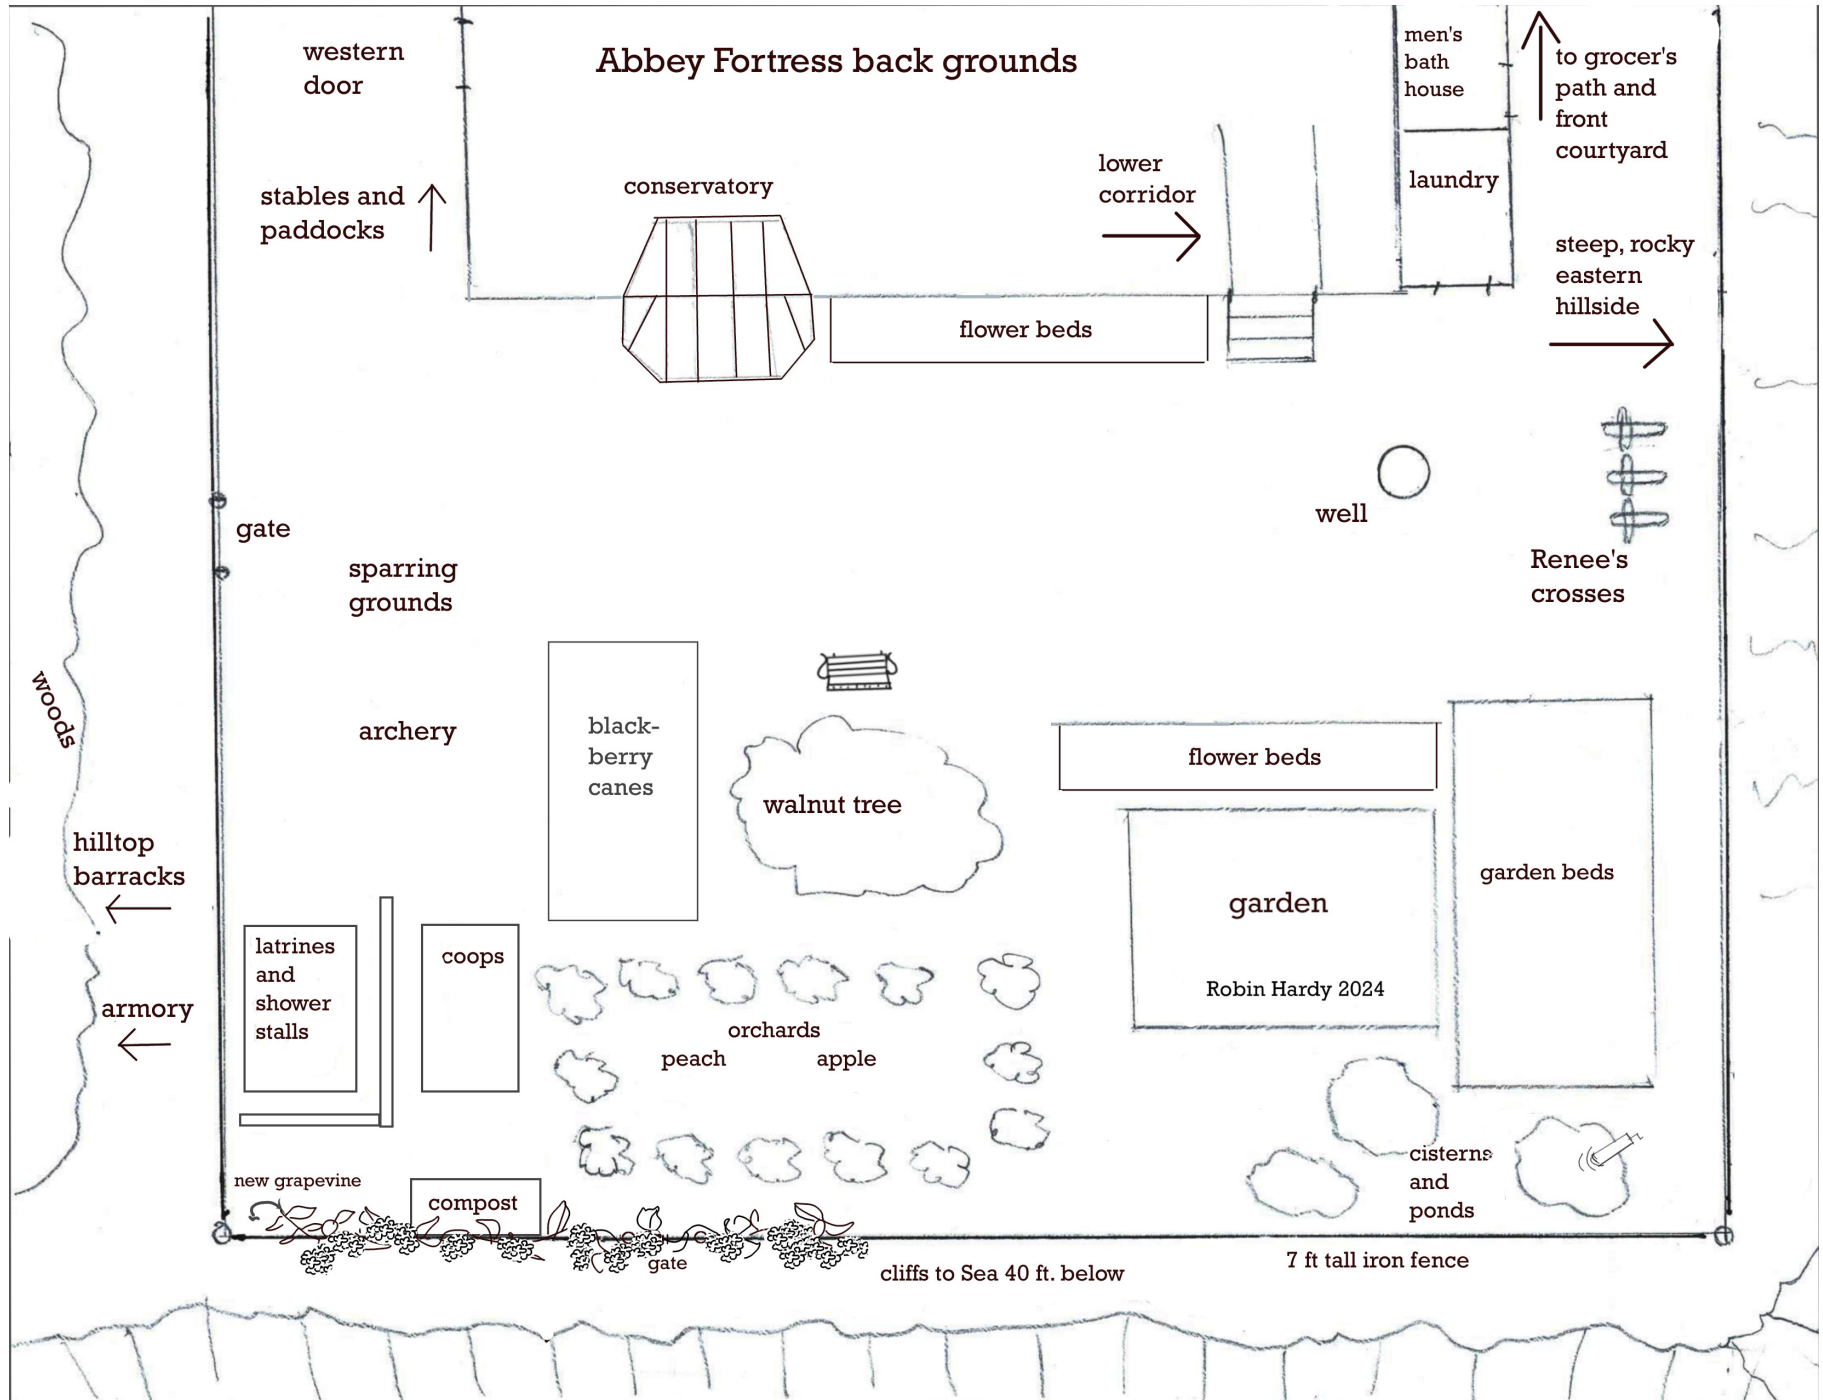 Abbey Fortress back grounds
western
door
men's
bath
house
to grocer's
path and
front
courtyard
stables and
paddocks
conservatory
lower
corridor
laundry
steep, rocky
eastern
hillside
flower beds
gate
well
sparring
grounds
Renee's
crosses
woods
archery
black-
berry
canes
walnut tree
flower beds
hilltop
barracks
garden beds
garden
latrines
and
shower
stalls
coops
Robin Hardy 2024
armory
orchards
peach
apple
cisterns
and
ponds
new grapevine
compost
gate
cliffs to Sea 40 ft. below
7 ft tall iron fence